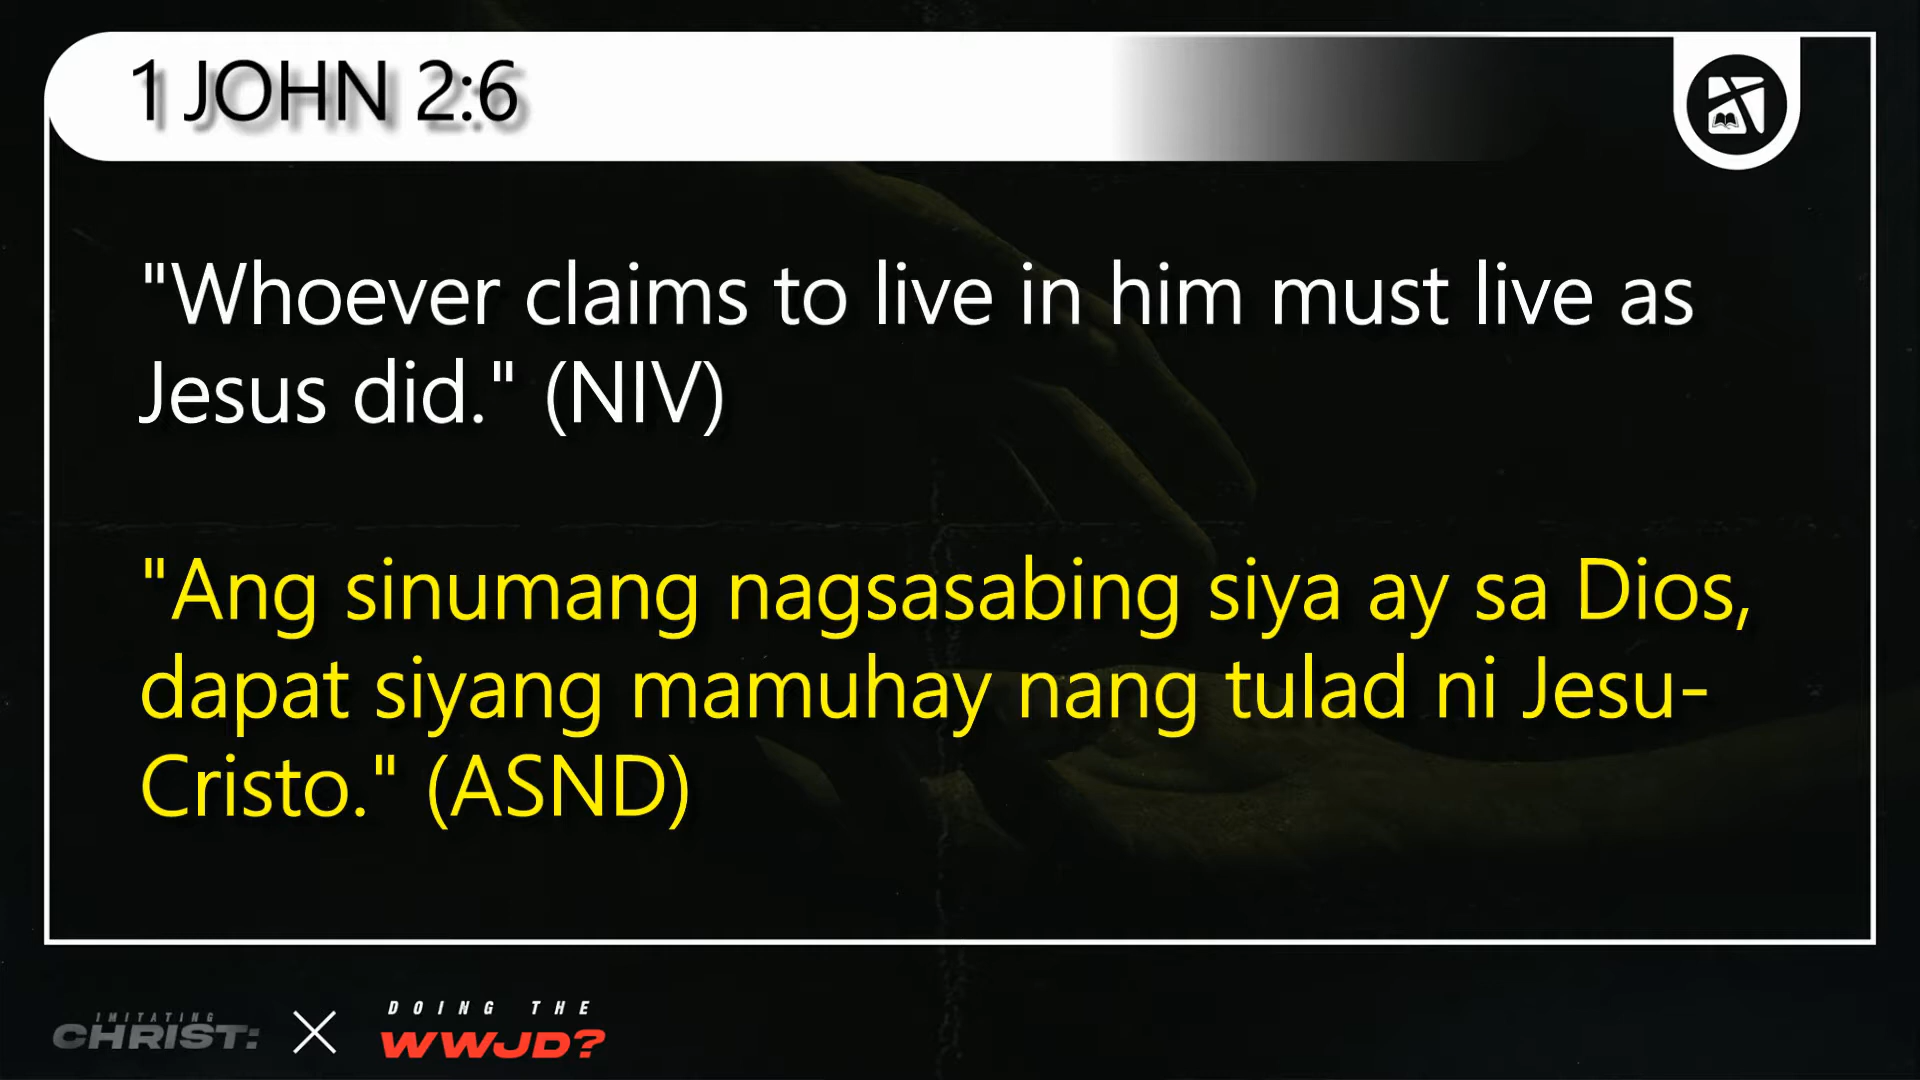 1 JOHN 2:6
"Whoever claims to live in him must live as
Jesus did." (NIV)
"Ang sinumang nagsasabing siya ay sa Dios,
dapat siyang mamuhay nang tulad ni Jesu-
Cristo." (ASND)
IMITATING
CHRIST:
DOING THE
WWJD?